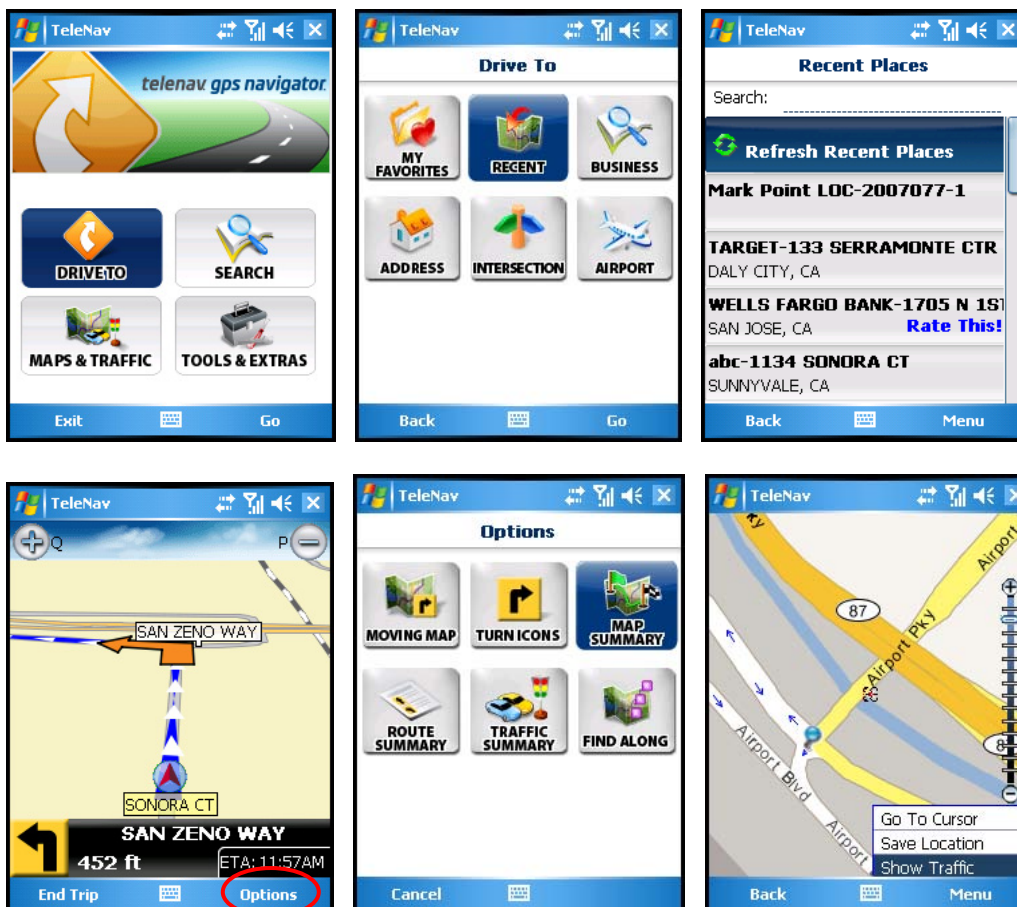 TeleNav
telenav gps navigator
DRIVE TO
SEARCH
MAPS & TRAFFIC
TOOLS & EXTRAS
Exit
Go
TeleNav
Drive To
MY FAVORITES
RECENT
BUSINESS
ADDRESS
INTERSECTION
AIRPORT
Back
Go
TeleNav
Recent Places
Search:
Refresh Recent Places
Mark Point LOC-2007077-1
TARGET-133 SERRAMONTE CTR
DALY CITY, CA
WELLS FARGO BANK-1705 N 1ST
SAN JOSE, CA
Rate This!
abc-1134 SONORA CT
SUNNYVALE, CA
Back
Menu
TeleNav
Q
P
SAN ZENO WAY
SONORA CT
SAN ZENO WAY
452 ft
ETA: 11:57AM
End Trip
Options
TeleNav
Options
MOVING MAP
TURN ICONS
MAP SUMMARY
ROUTE SUMMARY
TRAFFIC SUMMARY
FIND ALONG
Cancel
TeleNav
ky
Airport
87
Airport Pky
8
Airport Blvd
Airport
Go To Cursor
Save Location
Show Traffic
Back
Menu